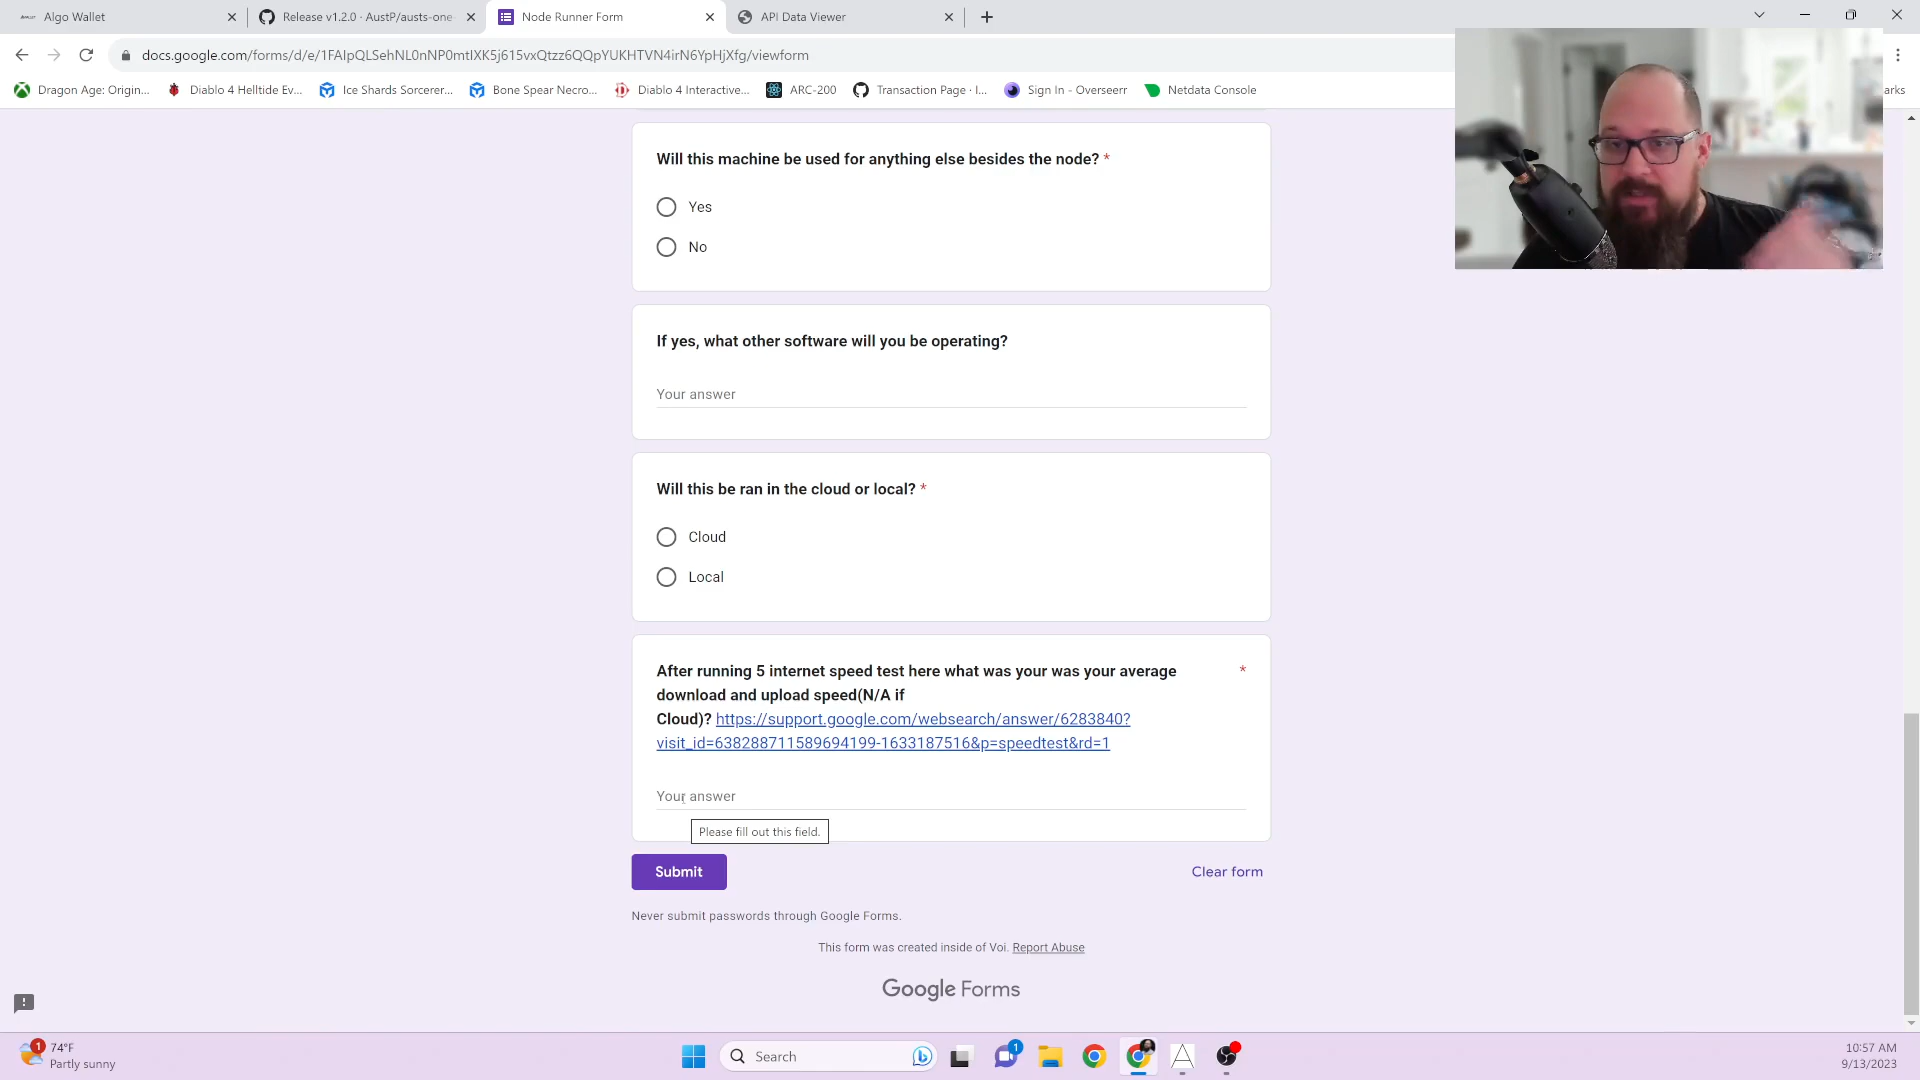 Algo Wallet
Release v1.2.0 · AustP/austs-one-
Node Runner Form
API Data Viewer
docs.google.com/forms/d/e/1FAIpQLSehNL0nNP0mtIXK5j615vxQtzz6QQpYUKHTVN4irN6YpHjXfg/viewform
Dragon Age: Origin...
Diablo 4 Helltide Ev...
Ice Shards Sorcerer...
Bone Spear Necro...
Diablo 4 Interactive...
ARC-200
Transaction Page · I...
Sign In - Overseerr
Netdata Console
arks
Will this machine be used for anything else besides the node? *
Yes
No
If yes, what other software will you be operating?
Your answer
Will this be ran in the cloud or local? *
Cloud
Local
After running 5 internet speed test here what was your was your average *
download and upload speed(N/A if
Cloud)? https://support.google.com/websearch/answer/6283840?
visit_id=638288711589694199-1633187516&p=speedtest&rd=1
Your answer
Please fill out this field.
Submit
Clear form
Never submit passwords through Google Forms.
This form was created inside of Voi. Report Abuse
Google Forms
1
74°F
Partly sunny
Search
1
10:57 AM
9/13/2023